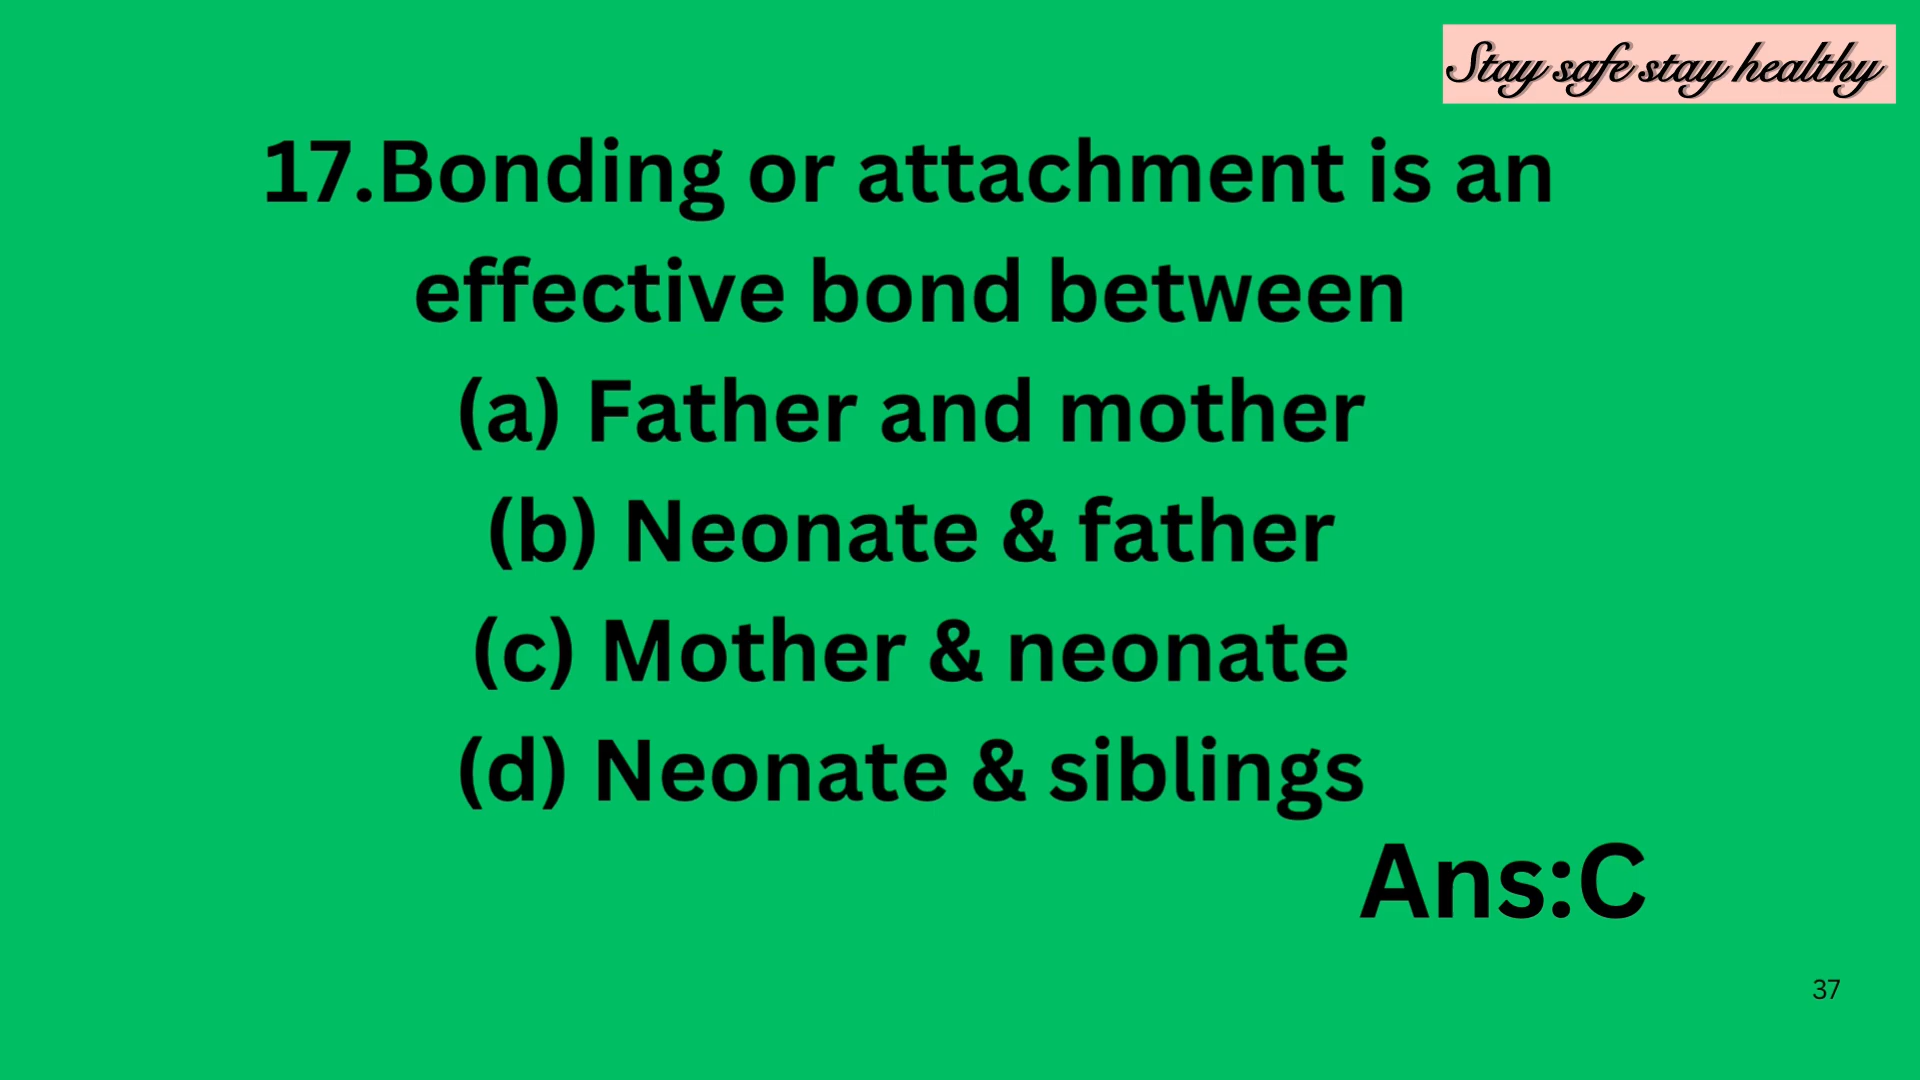 Stay safe stay healthy
17.Bonding or attachment is an
effective bond between
(a) Father and mother
(b) Neonate & father
(c) Mother & neonate
(d) Neonate & siblings
Ans:C
37